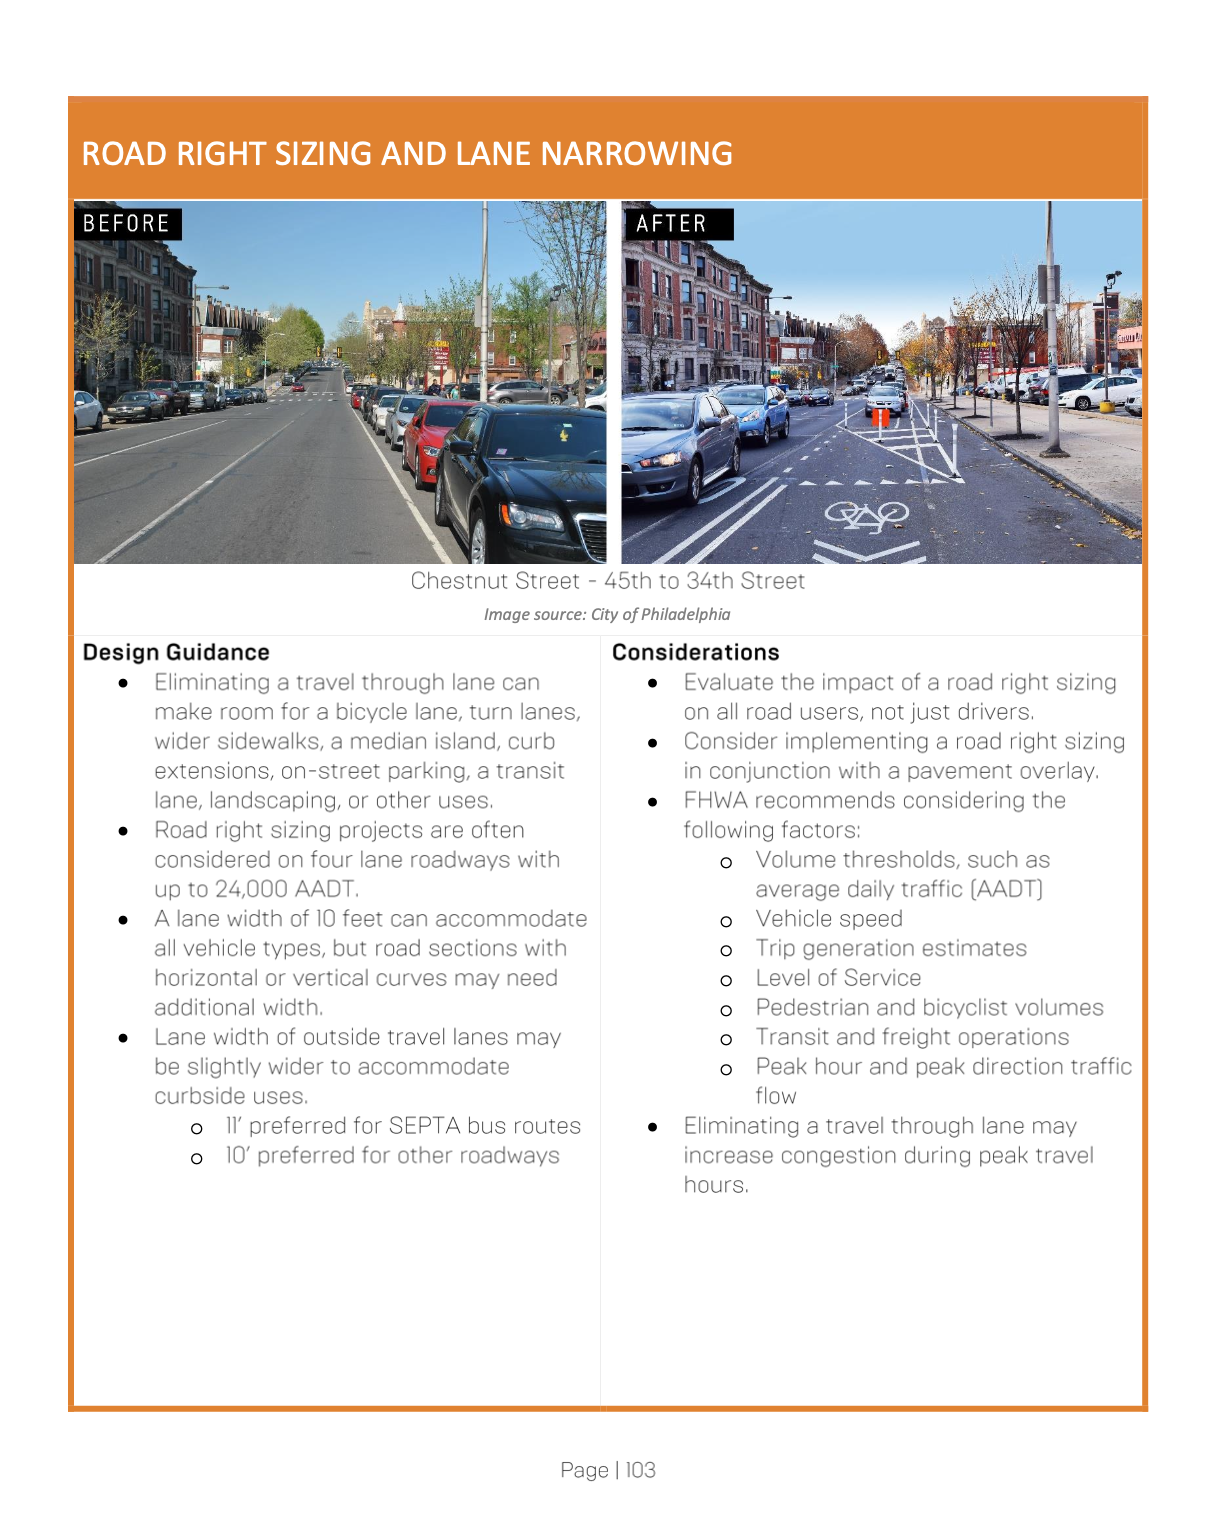 ROAD RIGHT SIZING AND LANE NARROWING
BEFORE
AFTER
Chestnut Street - 45th to 34th Street
Image source: City of Philadelphia
Design Guidance
• Eliminating a travel through lane can
make room for a bicycle lane, turn lanes,
wider sidewalks, a median island, curb
extensions, on-street parking, a transit
lane, landscaping, or other uses.
• Road right sizing projects are often
considered on four lane roadways with
up to 24,000 AADT.
• A lane width of 10 feet can accommodate
all vehicle types, but road sections with
horizontal or vertical curves may need
additional width.
• Lane width of outside travel lanes may
be slightly wider to accommodate
curbside uses.
o 11’ preferred for SEPTA bus routes
o 10’ preferred for other roadways
Considerations
• Evaluate the impact of a road right sizing
on all road users, not just drivers.
• Consider implementing a road right sizing
in conjunction with a pavement overlay.
• FHWA recommends considering the
following factors:
o Volume thresholds, such as
average daily traffic (AADT)
o Vehicle speed
o Trip generation estimates
o Level of Service
o Pedestrian and bicyclist volumes
o Transit and freight operations
o Peak hour and peak direction traffic
flow
• Eliminating a travel through lane may
increase congestion during peak travel
hours.
Page | 103